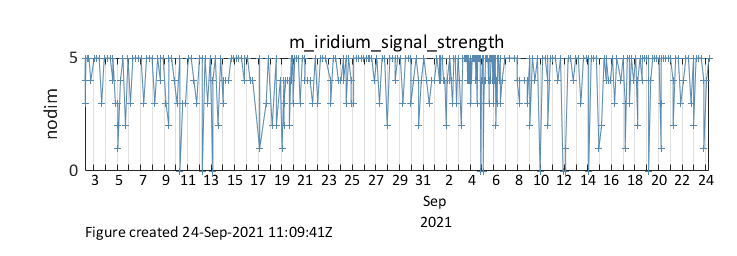 m_iridium_signal_strength
5
nodim
0
3 5 7 9 11 13 15 17 19 21 23 25 27 29 31 2 4 6 8 10 12 14 16 18 20 22 24
Sep
2021
Figure created 24-Sep-2021 11:09:41Z